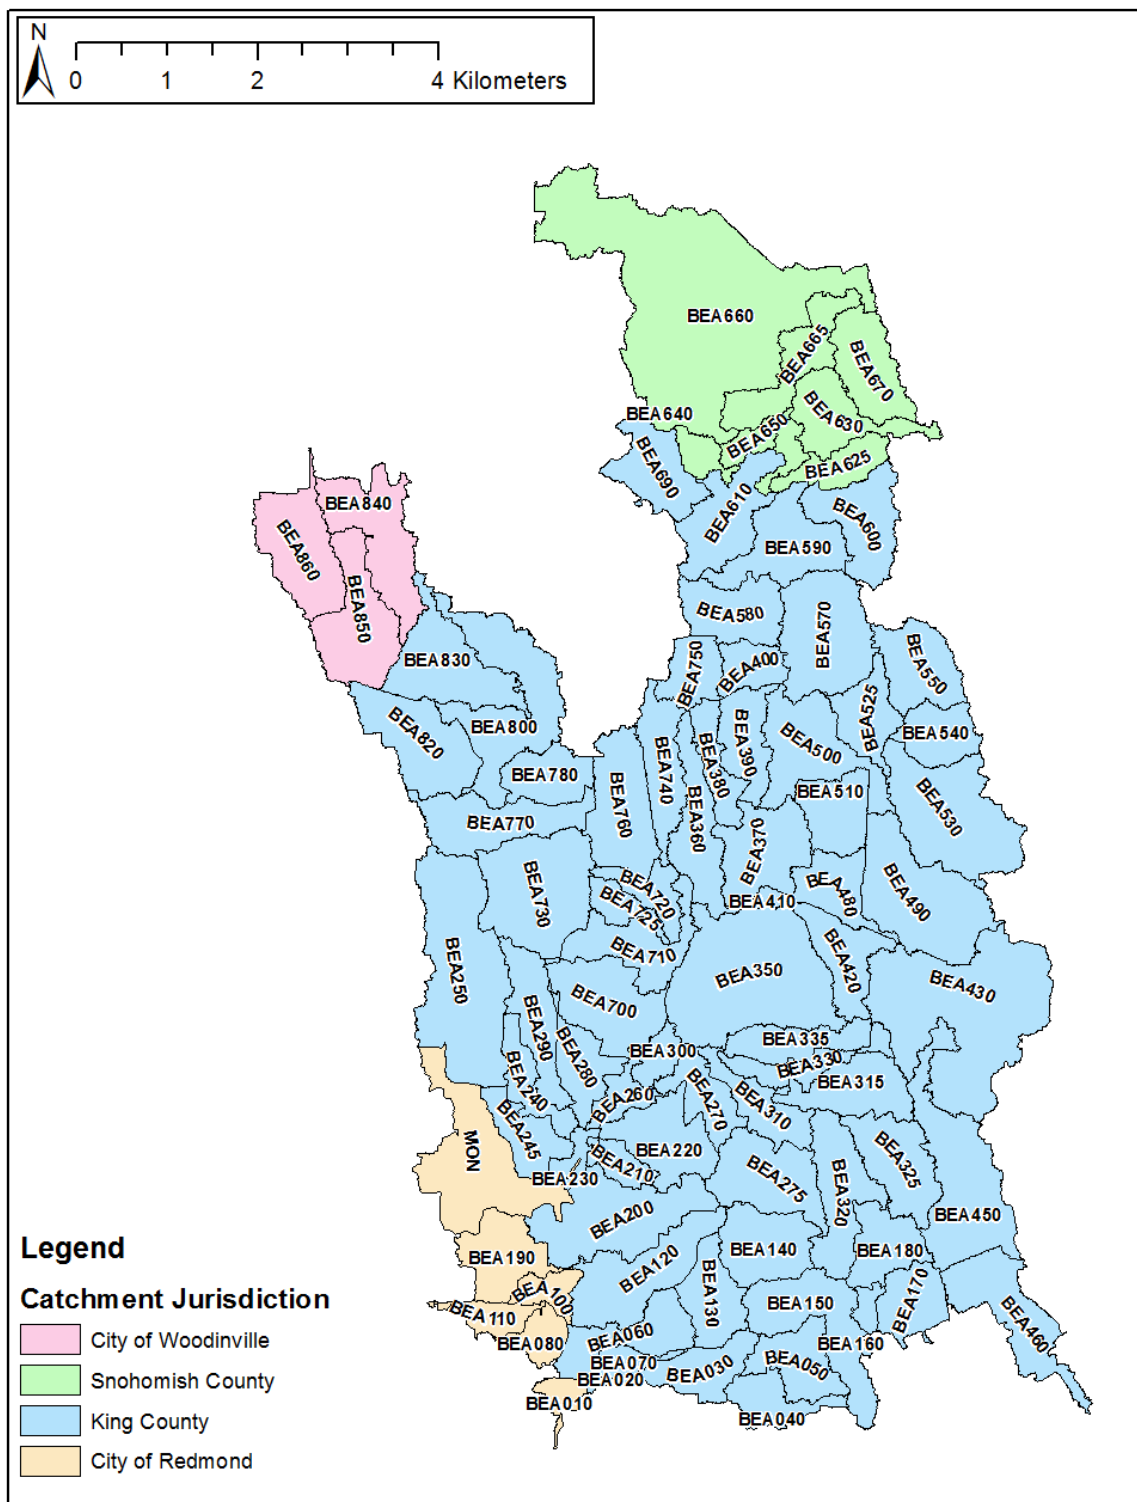 N
0 1 2 4 Kilometers
BEA660
BEA665
BEA670
BEA640
BEA630
BEA650
BEA625
BEA690
BEA610
BEA600
BEA590
BEA840
BEA860
BEA850
BEA580
BEA570
BEA830
BEA750
BEA400
BEA550
BEA525
BEA800
BEA820
BEA390
BEA500
BEA540
BEA780
BEA740
BEA380
BEA510
BEA760
BEA360
BEA530
BEA770
BEA370
BEA730
BEA720
BEA725
BEA480
BEA490
BEA410
BEA710
BEA250
BEA350
BEA420
BEA430
BEA700
BEA290
BEA280
BEA300
BEA335
BEA330
BEA315
BEA240
BEA260
BEA270
BEA310
BEA245
MON
BEA220
BEA210
BEA230
BEA275
BEA325
BEA320
BEA200
BEA450
BEA190
BEA120
BEA140
BEA180
BEA130
BEA100
BEA110
BEA150
BEA170
BEA460
BEA080
BEA060
BEA160
BEA070
BEA030
BEA050
BEA020
BEA010
BEA040
Legend
Catchment Jurisdiction
City of Woodinville
Snohomish County
King County
City of Redmond